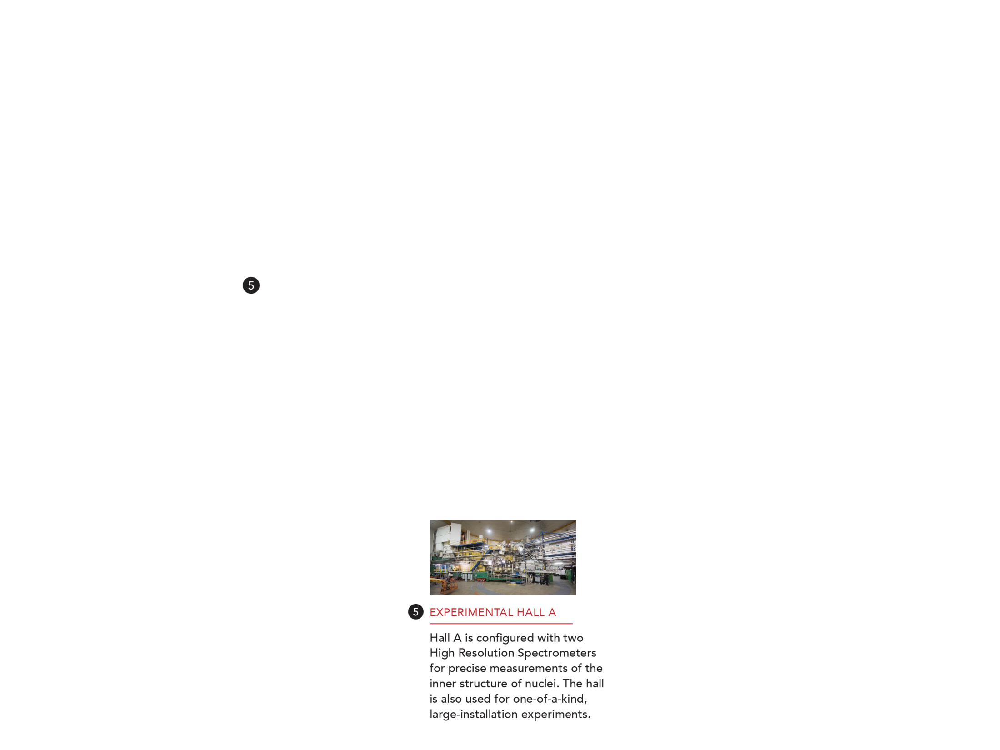 5
5 EXPERIMENTAL HALL A
Hall A is configured with two
High Resolution Spectrometers
for precise measurements of the
inner structure of nuclei. The hall
is also used for one-of-a-kind,
large-installation experiments.